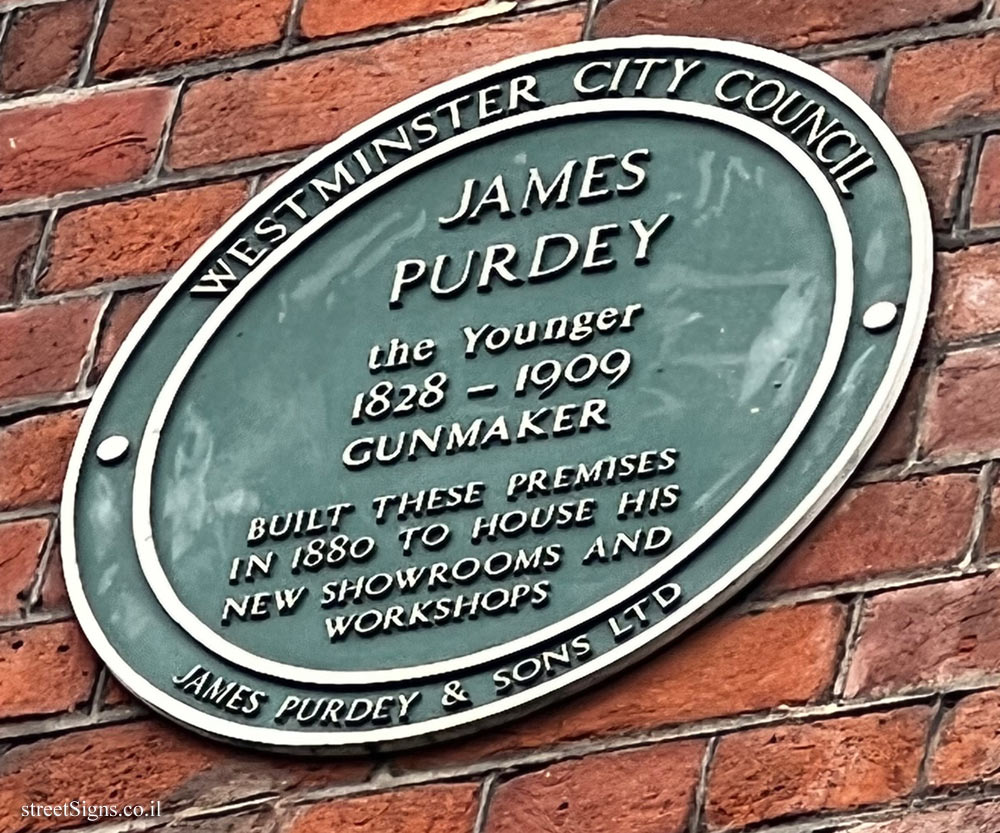 WESTMINSTER CITY COUNCIL
JAMES
PURDEY
the Younger
1828 – 1909
GUNMAKER
BUILT THESE PREMISES
IN 1880 TO HOUSE HIS
NEW SHOWROOMS AND
WORKSHOPS
JAMES PURDEY & SONS LTD
streetSigns.co.il